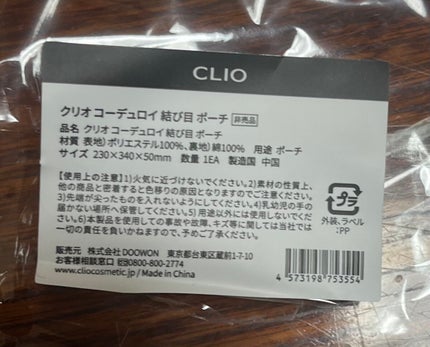 CLIO
クリオ コーデュロイ 結び目 ポーチ 非売品
品名 クリオ コーデュロイ 結び目 ポーチ
材質 表地)ポリエステル100%、裏地)綿100% 用途 ポーチ
サイズ 230×340×50mm 数量 1EA 製造国 中国
【使用上の注意】1)火気に近づけないでください。2)素材の性質上、
他の商品と密着すると色移りの原因となりますのでご注意ください。
3)先端が尖ったものを入れないようにしてください。4)乳幼児の手の
届かない場所へ保管してください。5)用途以外には使用しないでくだ
さい。6)本製品を使用しての事故や故障、キズ等に関しては当社では
一切の責任を負いかねますので、予めご了承ください。
プラ
外装、ラベル
:PP
販売元 株式会社DOOWON 東京都台東区蔵前1-7-10
お客様相談窓口 0800-800-2774
www.cliocosmetic.jp / Made in China
4 573198 753554